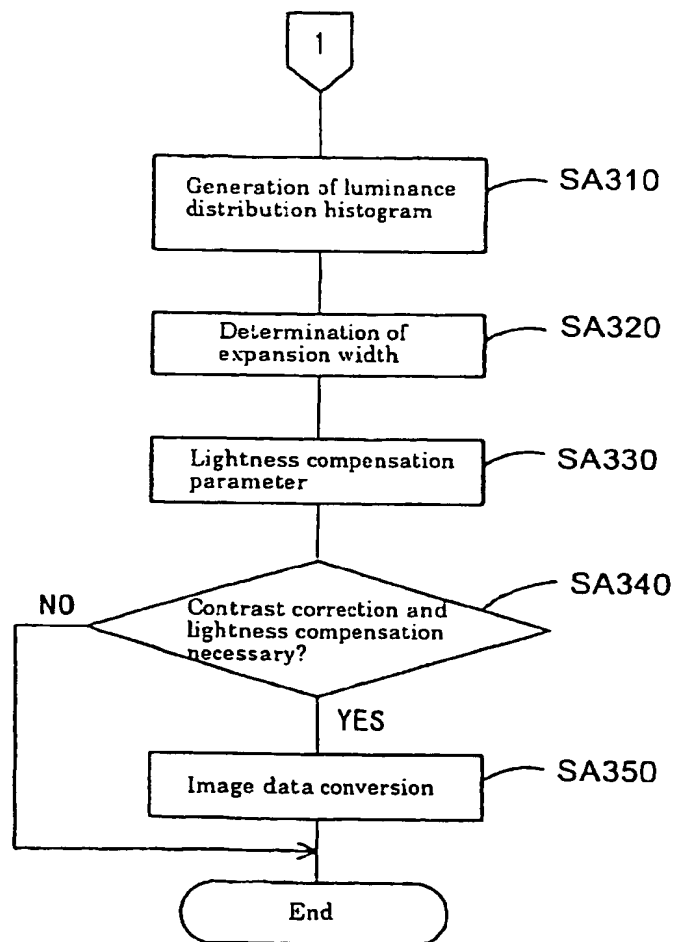 1
Generation of luminance
distribution histogram
SA310
Determination of
expansion width
SA320
Lightness compensation
parameter
SA330
SA340
NO
Contrast correction and
lightness compensation
necessary?
YES
Image data conversion
SA350
End